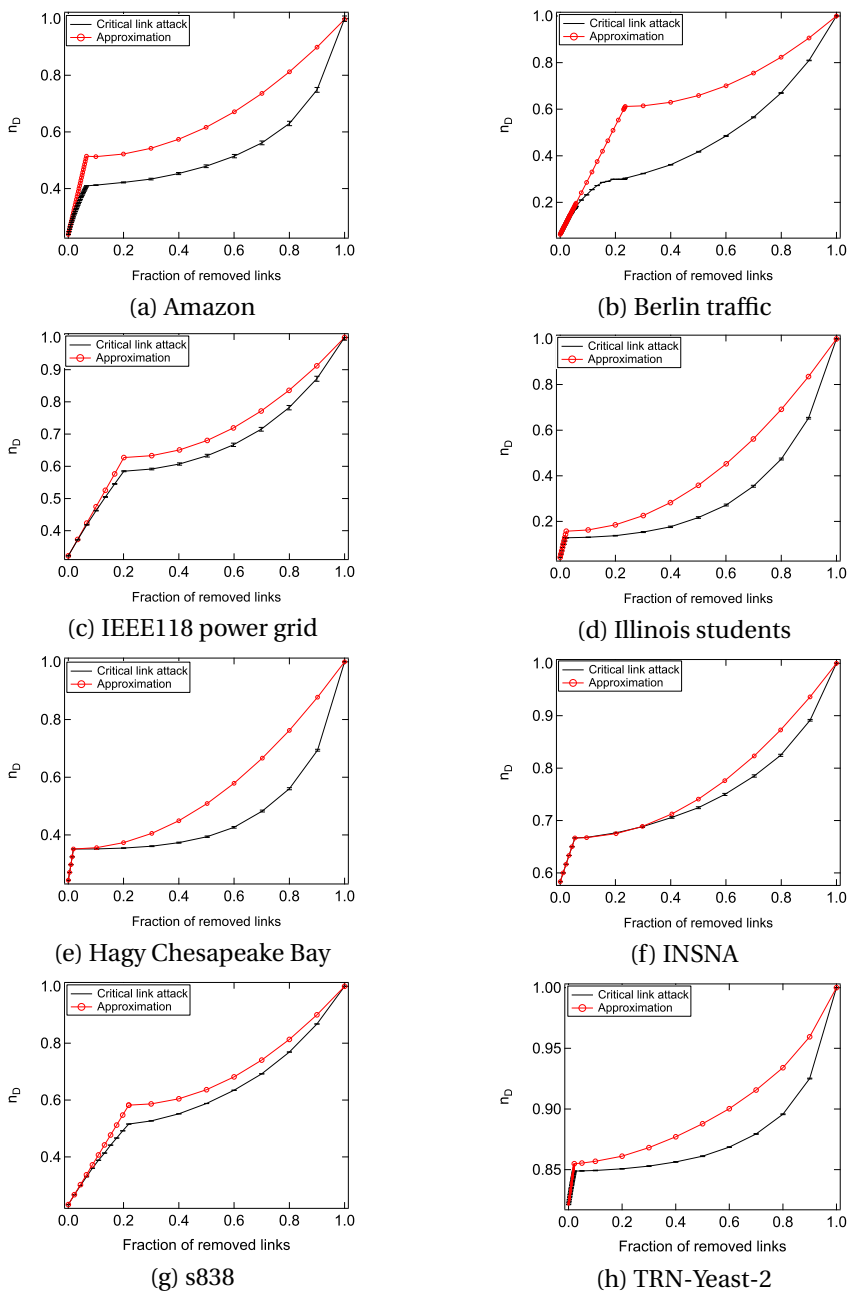 Critical link attack
Approximation
1.0
0.8
0.6
0.4
n_D
0.0 0.2 0.4 0.6 0.8 1.0
Fraction of removed links
(a) Amazon
Critical link attack
Approximation
1.0
0.8
0.6
0.4
0.2
n_D
0.0 0.2 0.4 0.6 0.8 1.0
Fraction of removed links
(b) Berlin traffic
Critical link attack
Approximation
1.0
0.9
0.8
0.7
0.6
0.5
0.4
n_D
0.0 0.2 0.4 0.6 0.8 1.0
Fraction of removed links
(c) IEEE118 power grid
Critical link attack
Approximation
1.0
0.8
0.6
0.4
0.2
n_D
0.0 0.2 0.4 0.6 0.8 1.0
Fraction of removed links
(d) Illinois students
Critical link attack
Approximation
1.0
0.8
0.6
0.4
n_D
0.0 0.2 0.4 0.6 0.8 1.0
Fraction of removed links
(e) Hagy Chesapeake Bay
Critical link attack
Approximation
1.0
0.9
0.8
0.7
0.6
n_D
0.0 0.2 0.4 0.6 0.8 1.0
Fraction of removed links
(f) INSNA
Critical link attack
Approximation
1.0
0.8
0.6
0.4
n_D
0.0 0.2 0.4 0.6 0.8 1.0
Fraction of removed links
(g) s838
Critical link attack
Approximation
1.00
0.95
0.90
0.85
n_D
0.0 0.2 0.4 0.6 0.8 1.0
Fraction of removed links
(h) TRN-Yeast-2